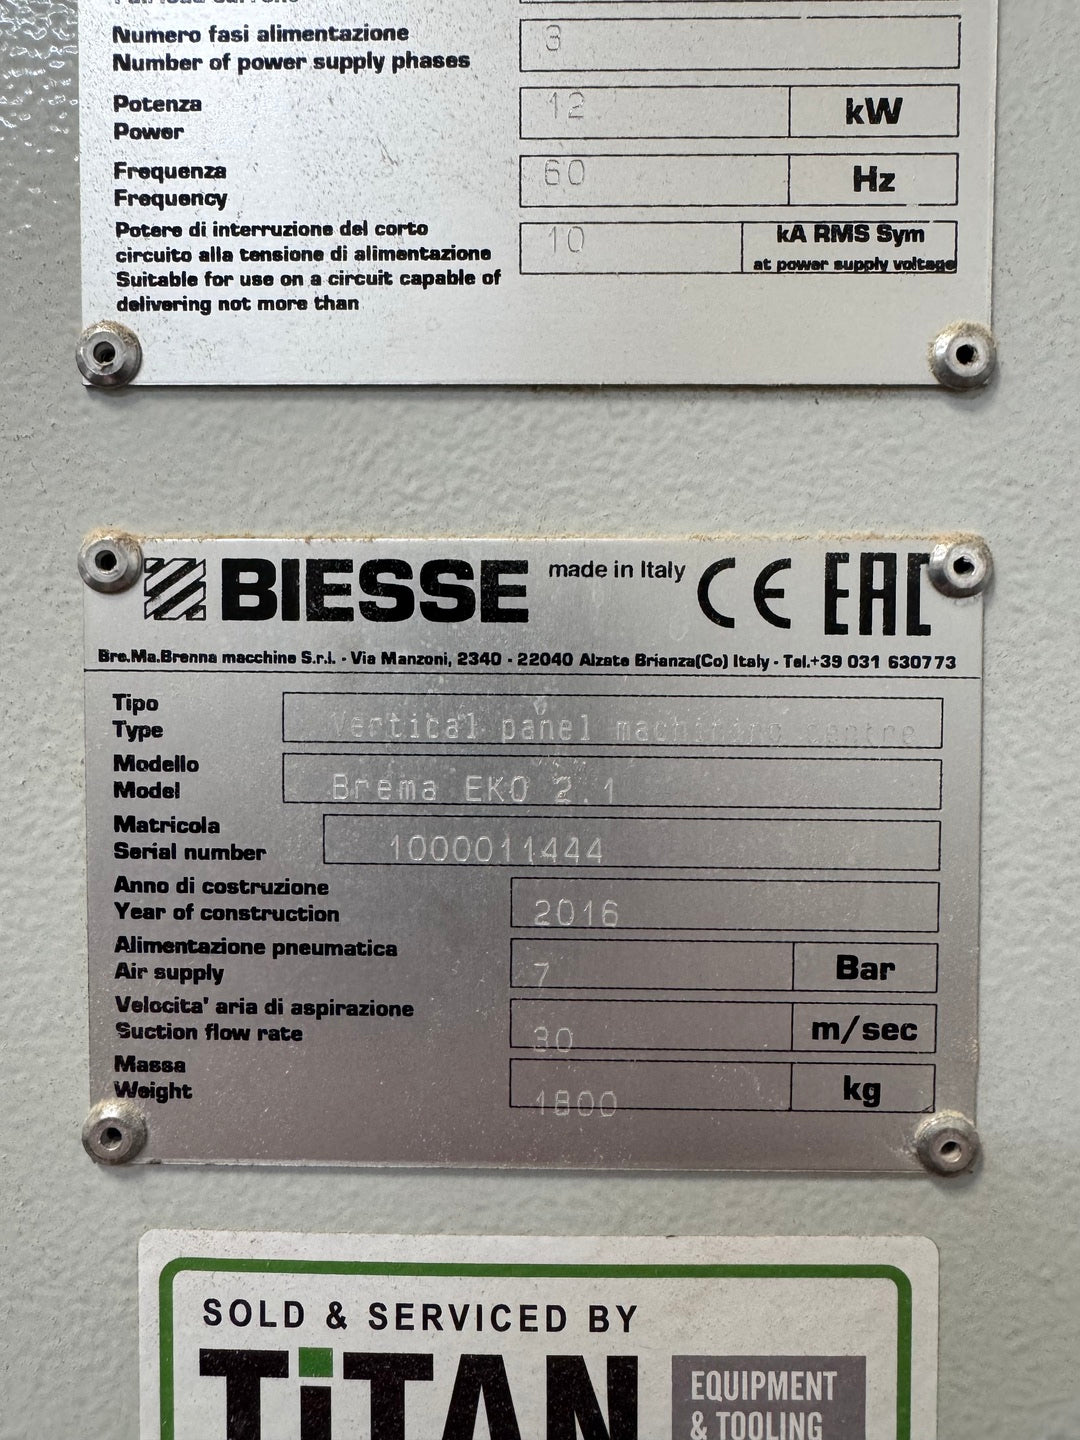 Numero fasi alimentazione
Number of power supply phases
3
Potenza
Power
12 kW
Frequenza
Frequency
60 Hz
Potere di interruzione del corto
circuito alla tensione di alimentazione
Suitable for use on a circuit capable of
delivering not more than
10 kA RMS Sym
at power supply voltage
BIESSE made in Italy CE EAC
Bre.Ma.Brenna macchine S.r.l. - Via Manzoni, 2340 - 22040 Alzate Brianza(Co) Italy - Tel.+39 031 630773
Tipo
Type
Vertical panel machining centre
Modello
Model
Brema EKO 2.1
Matricola
Serial number
1000011444
Anno di costruzione
Year of construction
2016
Alimentazione pneumatica
Air supply
7 Bar
Velocita' aria di aspirazione
Suction flow rate
30 m/sec
Massa
Weight
1800 kg
SOLD & SERVICED BY
TiTAN
EQUIPMENT
& TOOLING